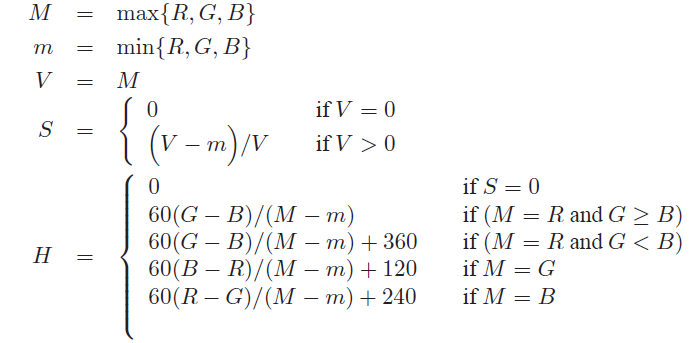 M = max{R, G, B}
m = min{R, G, B}
V = M
S = { 0 if V = 0
(V − m)/V if V > 0
H = { 0 if S = 0
60(G − B)/(M − m) if (M = R and G ≥ B)
60(G − B)/(M − m) + 360 if (M = R and G < B)
60(B − R)/(M − m) + 120 if M = G
60(R − G)/(M − m) + 240 if M = B